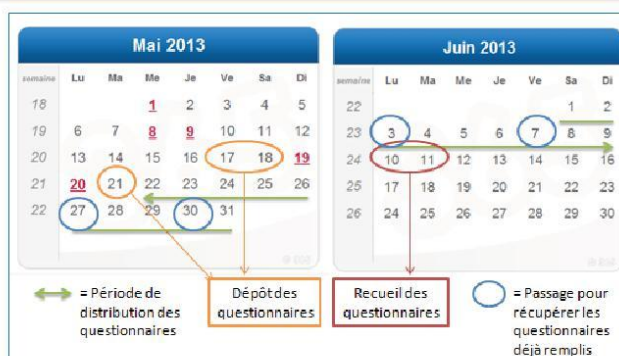 Mai 2013
semaine Lu Ma Me Je Ve Sa Di
18 1 2 3 4 5
19 6 7 8 9 10 11 12
20 13 14 15 16 17 18 19
21 20 21 22 23 24 25 26
22 27 28 29 30 31
Juin 2013
semaine Lu Ma Me Je Ve Sa Di
22 1 2
23 3 4 5 6 7 8 9
24 10 11 12 13 14 15 16
25 17 18 19 20 21 22 23
26 24 25 26 27 28 29 30
= Période de
distribution des
questionnaires
Dépôt des
questionnaires
Recueil des
questionnaires
= Passage pour
récupérer les
questionnaires
déjà remplis